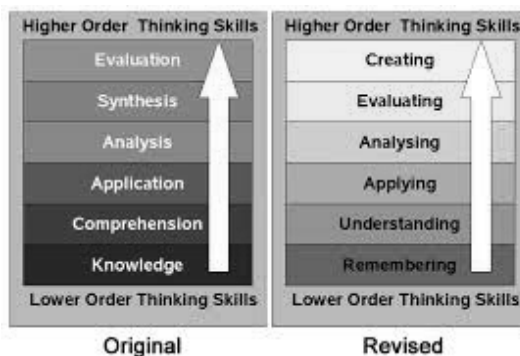 Higher Order Thinking Skills
Evaluation
Synthesis
Analysis
Application
Comprehension
Knowledge
Lower Order Thinking Skills
Original
Higher Order Thinking Skills
Creating
Evaluating
Analysing
Applying
Understanding
Remembering
Lower Order Thinking Skills
Revised